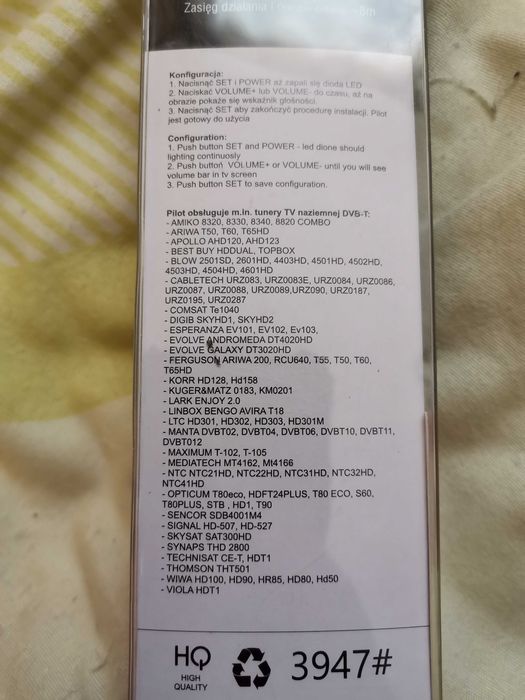 Zasięg działania
8m
Konfiguracja:
1. Nacisnąć SET i POWER aż zapali się dioda LED
2. Naciskać VOLUME+ lub VOLUME- do czasu, aż na
obrazie pokaże się wskaźnik głośności.
3. Nacisnąć SET aby zakończyć procedurę instalacji. Pilot
jest gotowy do użycia
Configuration:
1. Push button SET and POWER - led dione should
lighting continuosly
2. Push button VOLUME+ or VOLUME- until you will see
volume bar in tv screen
3. Push button SET to save configuration.
Pilot obsługuje m.in. tunery TV naziemnej DVB-T:
- AMIKO 8320, 8330, 8340, 8820 COMBO
- ARIWA T50, T60, T65HD
- APOLLO AHD120, AHD123
- BEST BUY HDDUAL, TOPBOX
- BLOW 2501SD, 2601HD, 4403HD, 4501HD, 4502HD,
4503HD, 4504HD, 4601HD
- CABLETECH URZ083, URZ0083E, URZ0084, URZ0086,
URZ0087, URZ0088, URZ0089,URZ090, URZ0187,
URZ0195, URZ0287
- COMSAT Te1040
- DIGIB SKYHD1, SKYHD2
- ESPERANZA EV101, EV102, Ev103,
- EVOLVE ANDROMEDA DT4020HD
- EVOLVE GALAXY DT3020HD
- FERGUSON ARIWA 200, RCU640, T55, T50, T60,
T65HD
- KORR HD128, Hd158
- KUGER&MATZ 0183, KM0201
- LARK ENJOY 2.0
- LINBOX BENGO AVIRA T18
- LTC HD301, HD302, HD303, HD301M
- MANTA DVBT02, DVBT04, DVBT06, DVBT10, DVBT11,
DVBT012
- MAXIMUM T-102, T-105
- MEDIATECH MT4162, MI4166
- NTC NTC21HD, NTC22HD, NTC31HD, NTC32HD,
NTC41HD
- OPTICUM T80eco, HDFT24PLUS, T80 ECO, S60,
T80PLUS, STB , HD1, T90
- SENCOR SDB4001M4
- SIGNAL HD-507, HD-527
- SKYSAT SAT300HD
- SYNAPS THD 2800
- TECHNISAT CE-T, HDT1
- THOMSON THT501
- WIWA HD100, HD90, HR85, HD80, Hd50
- VIOLA HDT1
HQ
HIGH
QUALITY
3947#